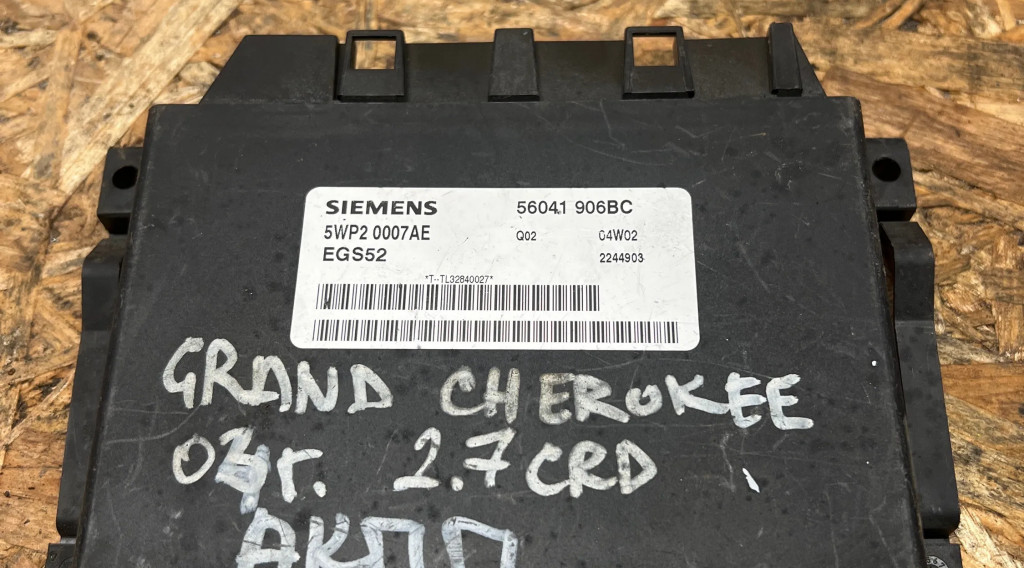 SIEMENS 56041 906BC
5WP2 0007AE Q02 04W02
EGS52 2244903
*T--TL32840027*
GRAND CHEROKEE
03г. 2.7 CRD
АКПП